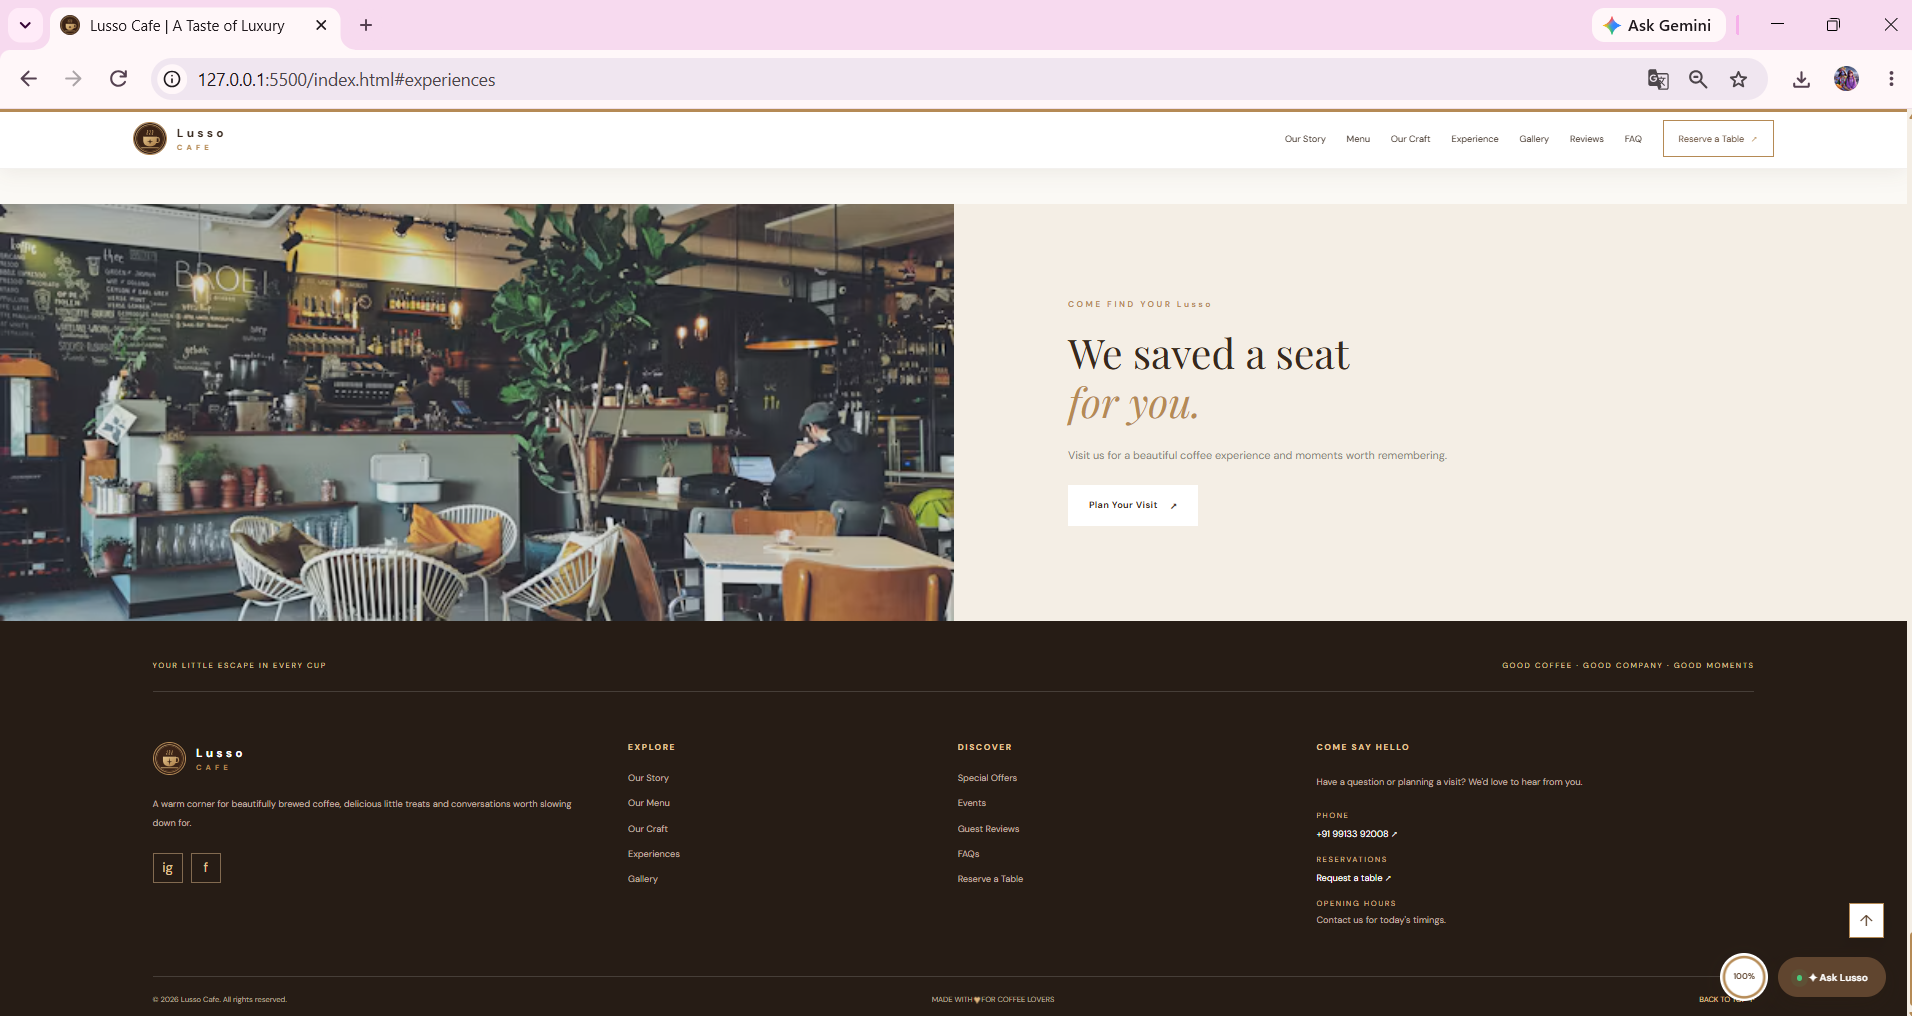 Lusso Cafe | A Taste of Luxury
Ask Gemini
127.0.0.1:5500/index.html#experiences
Lusso
CAFE
Our Story Menu Our Craft Experience Gallery Reviews FAQ Reserve a Table ↗
koffie
thee
BROEI
gebak
COME FIND YOUR Lusso
We saved a seat
for you.
Visit us for a beautiful coffee experience and moments worth remembering.
Plan Your Visit ↗
YOUR LITTLE ESCAPE IN EVERY CUP
GOOD COFFEE · GOOD COMPANY · GOOD MOMENTS
Lusso
CAFE
A warm corner for beautifully brewed coffee, delicious little treats and conversations worth slowing
down for.
ig f
EXPLORE
Our Story
Our Menu
Our Craft
Experiences
Gallery
DISCOVER
Special Offers
Events
Guest Reviews
FAQs
Reserve a Table
COME SAY HELLO
Have a question or planning a visit? We'd love to hear from you.
PHONE
+91 99133 92008 ↗
RESERVATIONS
Request a table ↗
OPENING HOURS
Contact us for today's timings.
100%
✦ Ask Lusso
© 2026 Lusso Cafe. All rights reserved.
MADE WITH 🤎 FOR COFFEE LOVERS
BACK TO